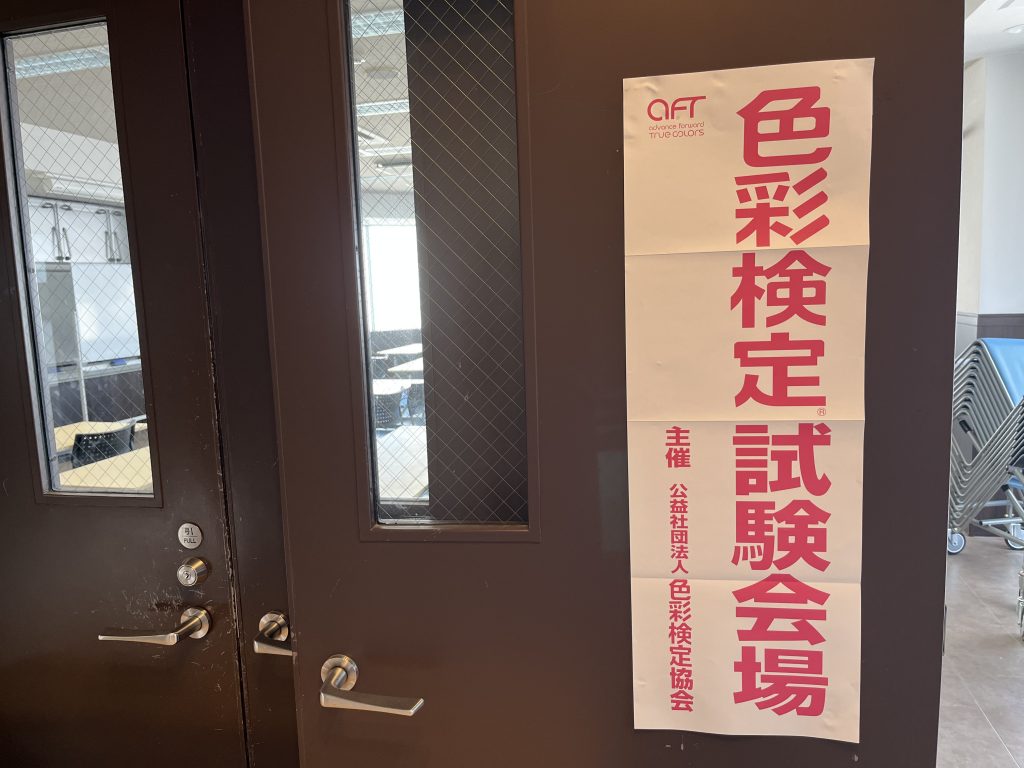 aft
advance forward
True colors
色彩検定®試験会場
主催 公益社団法人 色彩検定協会
引
PULL